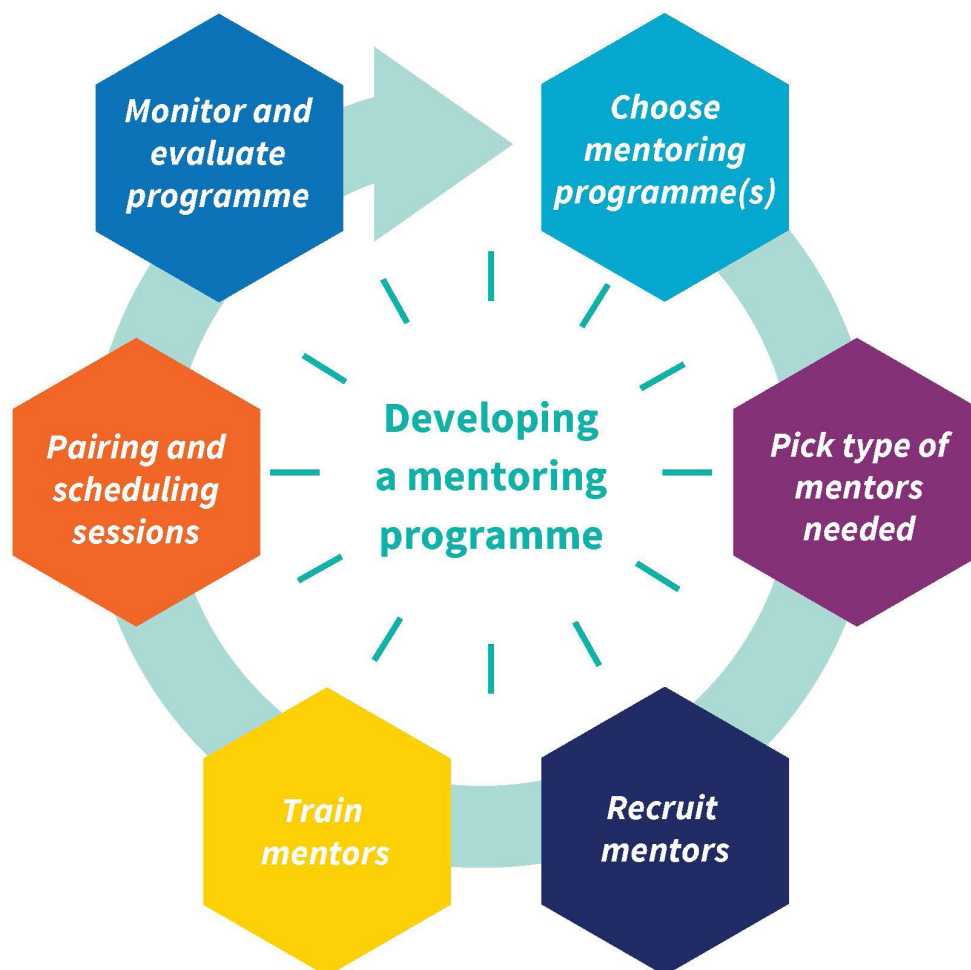 Monitor and
evaluate
programme
Choose
mentoring
programme(s)
Pick type of
mentors
needed
Recruit
mentors
Train
mentors
Pairing and
scheduling
sessions
Developing
a mentoring
programme